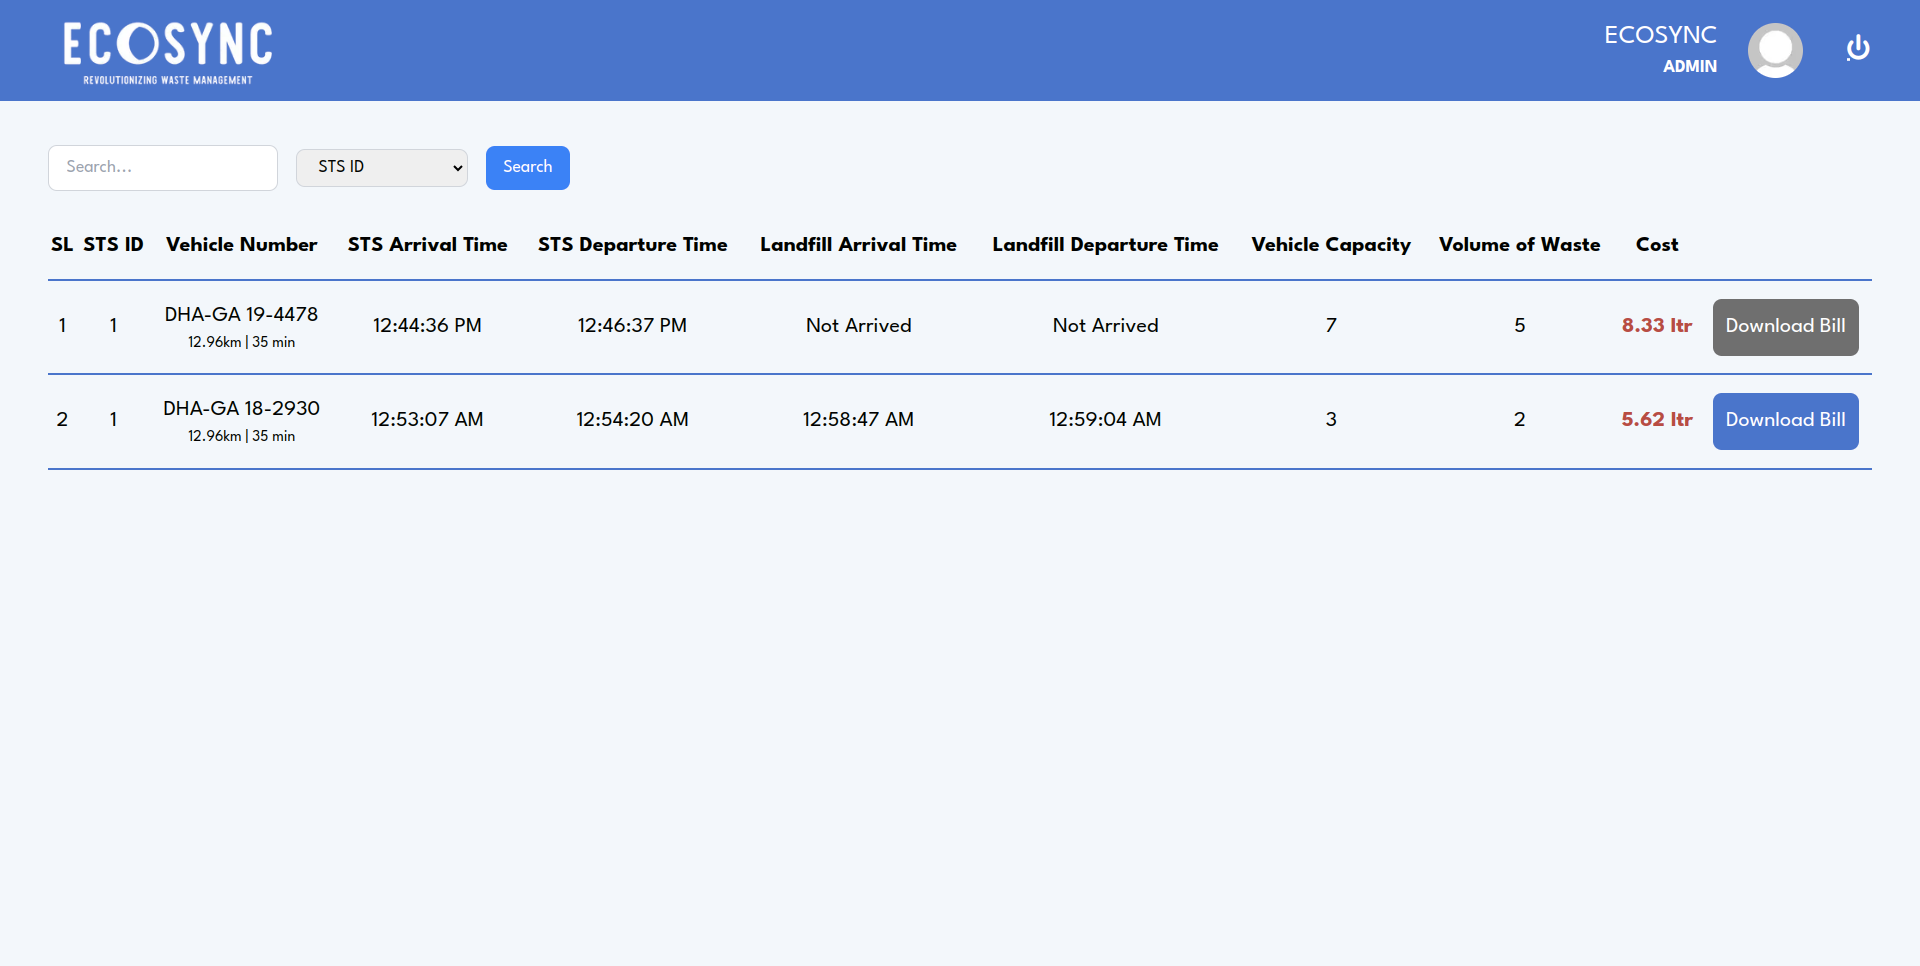 ECOSYNC
REVOLUTIONIZING WASTE MANAGEMENT
ECOSYNC
ADMIN
Search...
STS ID
Search
SL STS ID Vehicle Number STS Arrival Time STS Departure Time Landfill Arrival Time Landfill Departure Time Vehicle Capacity Volume of Waste Cost
1 1 DHA-GA 19-4478 12:44:36 PM 12:46:37 PM Not Arrived Not Arrived 7 5 8.33 ltr Download Bill
12.96km | 35 min
2 1 DHA-GA 18-2930 12:53:07 AM 12:54:20 AM 12:58:47 AM 12:59:04 AM 3 2 5.62 ltr Download Bill
12.96km | 35 min